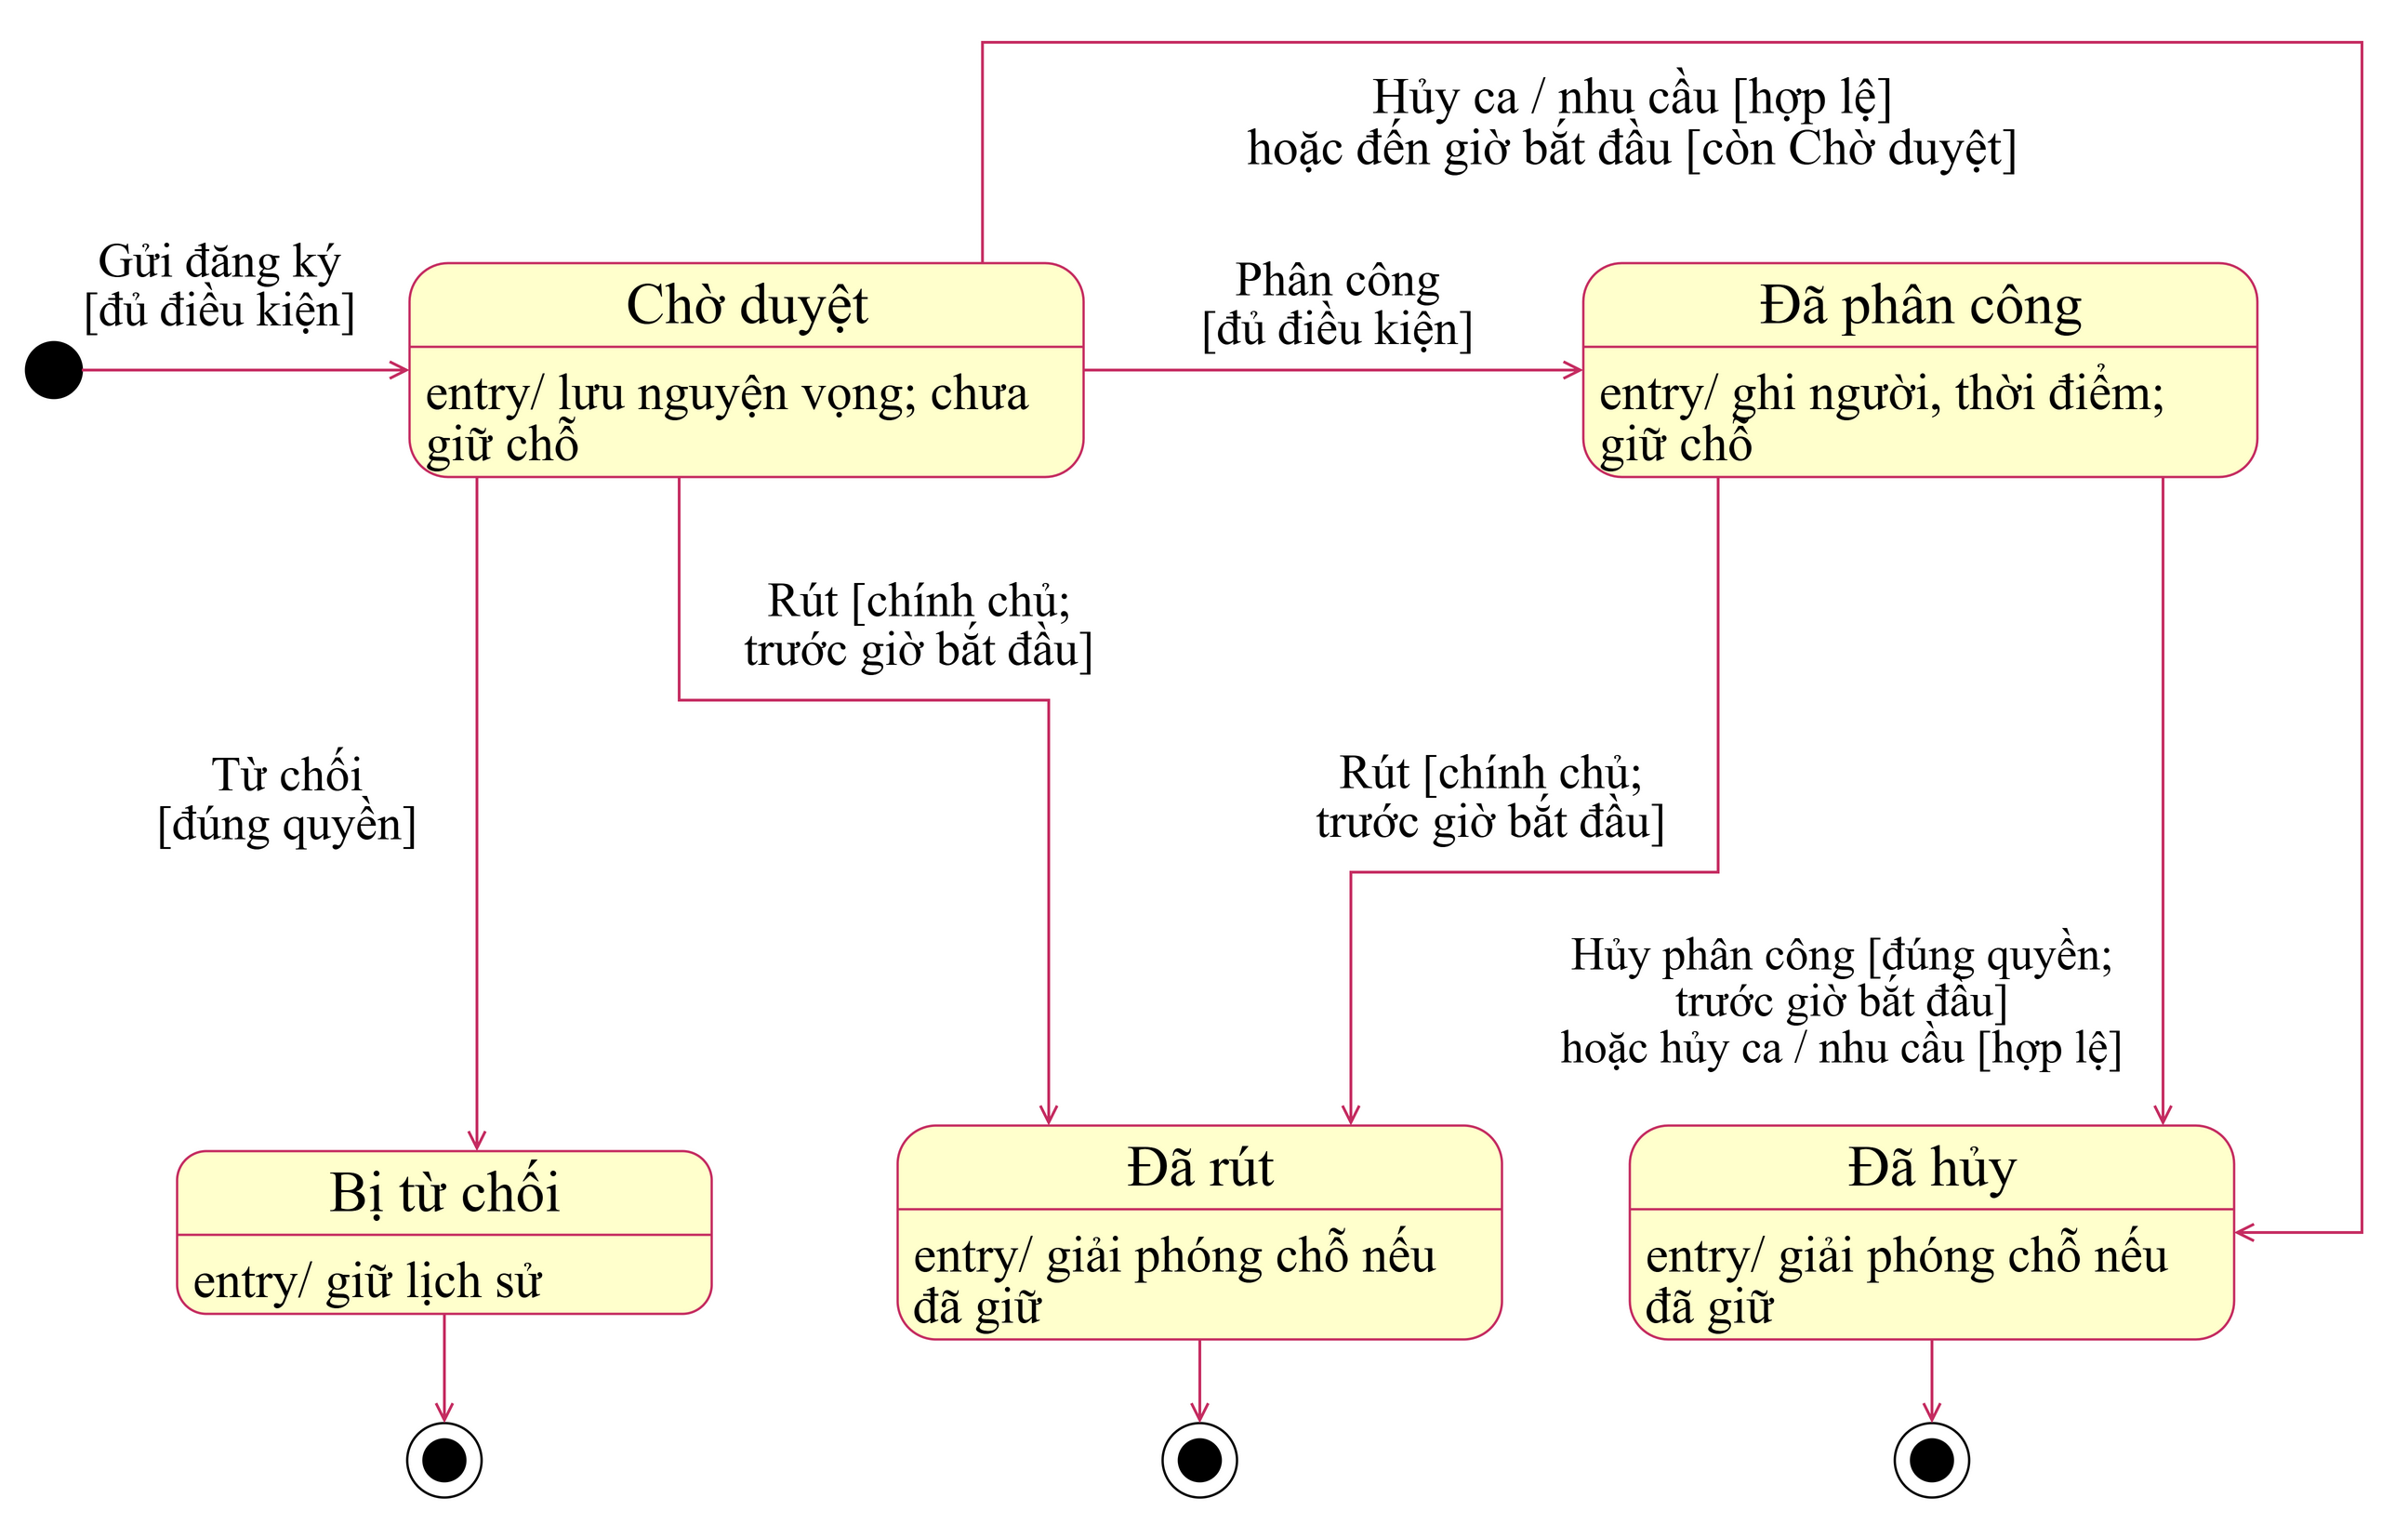 Hủy ca / nhu cầu [hợp lệ]
hoặc đến giờ bắt đầu [còn Chờ duyệt]
Gửi đăng ký
[đủ điều kiện]
Chờ duyệt
entry/ lưu nguyện vọng; chưa
giữ chỗ
Phân công
[đủ điều kiện]
Đã phân công
entry/ ghi người, thời điểm;
giữ chỗ
Rút [chính chủ;
trước giờ bắt đầu]
Từ chối
[đúng quyền]
Rút [chính chủ;
trước giờ bắt đầu]
Hủy phân công [đúng quyền;
trước giờ bắt đầu]
hoặc hủy ca / nhu cầu [hợp lệ]
Bị từ chối
entry/ giữ lịch sử
Đã rút
entry/ giải phóng chỗ nếu
đã giữ
Đã hủy
entry/ giải phóng chỗ nếu
đã giữ